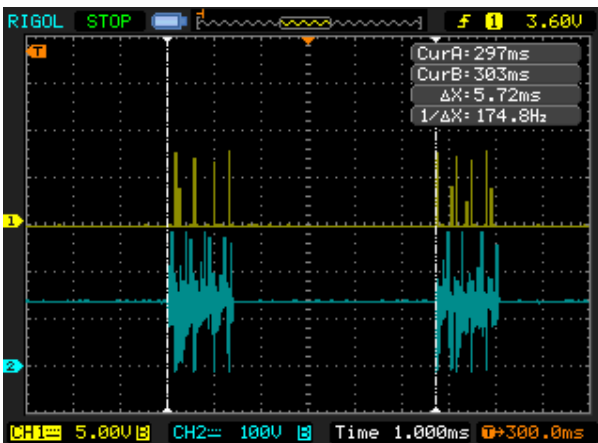 RIGOL STOP T f 1 3.60V
T
CurA=297ms
CurB=303ms
ΔX=5.72ms
1/ΔX=174.8Hz
1
2
CH1 5.00V B CH2 100V B Time 1.000ms T→300.0ms